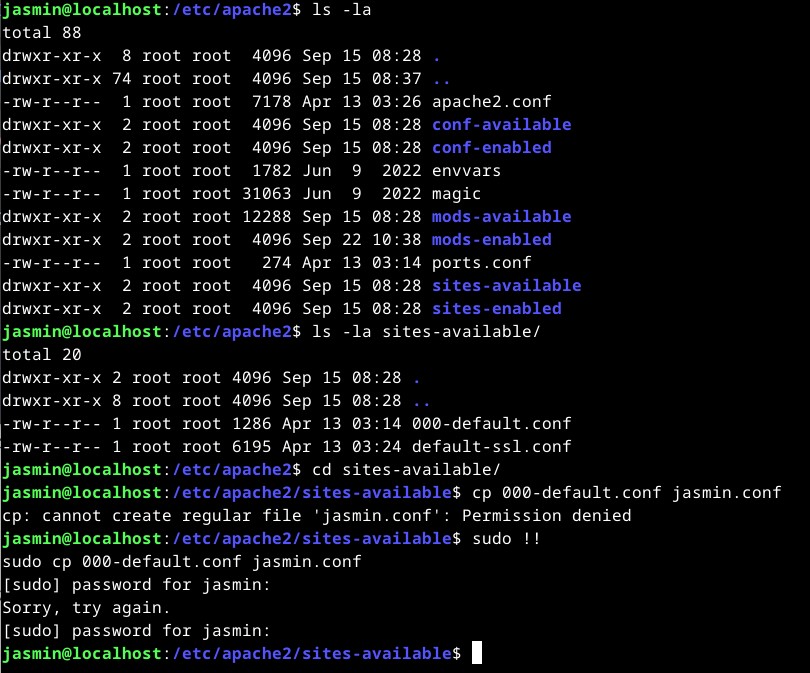 jasmin@localhost:/etc/apache2$ ls -la
total 88
drwxr-xr-x  8 root root  4096 Sep 15 08:28 .
drwxr-xr-x 74 root root  4096 Sep 15 08:37 ..
-rw-r--r--  1 root root  7178 Apr 13 03:26 apache2.conf
drwxr-xr-x  2 root root  4096 Sep 15 08:28 conf-available
drwxr-xr-x  2 root root  4096 Sep 15 08:28 conf-enabled
-rw-r--r--  1 root root  1782 Jun  9  2022 envvars
-rw-r--r--  1 root root 31063 Jun  9  2022 magic
drwxr-xr-x  2 root root 12288 Sep 15 08:28 mods-available
drwxr-xr-x  2 root root  4096 Sep 22 10:38 mods-enabled
-rw-r--r--  1 root root   274 Apr 13 03:14 ports.conf
drwxr-xr-x  2 root root  4096 Sep 15 08:28 sites-available
drwxr-xr-x  2 root root  4096 Sep 15 08:28 sites-enabled
jasmin@localhost:/etc/apache2$ ls -la sites-available/
total 20
drwxr-xr-x 2 root root 4096 Sep 15 08:28 .
drwxr-xr-x 8 root root 4096 Sep 15 08:28 ..
-rw-r--r-- 1 root root 1286 Apr 13 03:14 000-default.conf
-rw-r--r-- 1 root root 6195 Apr 13 03:24 default-ssl.conf
jasmin@localhost:/etc/apache2$ cd sites-available/
jasmin@localhost:/etc/apache2/sites-available$ cp 000-default.conf jasmin.conf
cp: cannot create regular file 'jasmin.conf': Permission denied
jasmin@localhost:/etc/apache2/sites-available$ sudo !!
sudo cp 000-default.conf jasmin.conf
[sudo] password for jasmin:
Sorry, try again.
[sudo] password for jasmin:
jasmin@localhost:/etc/apache2/sites-available$